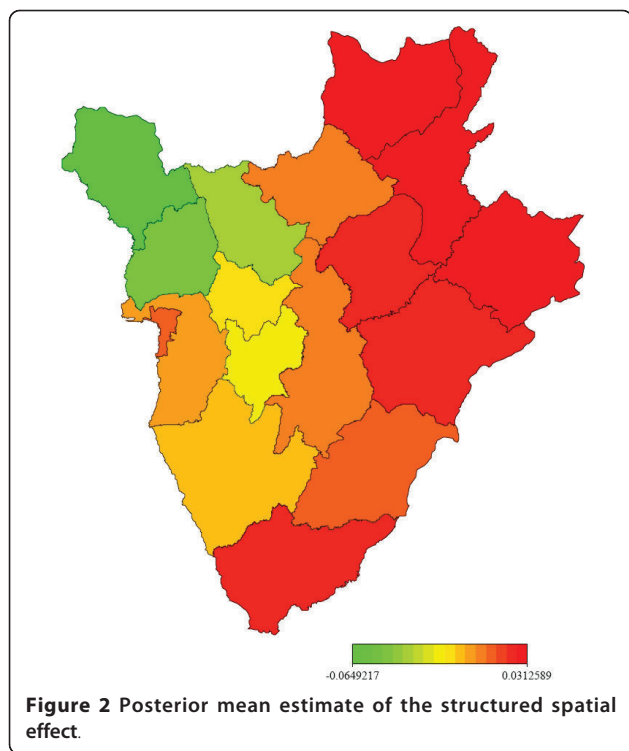 -0.0649217 0.0312589
Figure 2 Posterior mean estimate of the structured spatial
effect.